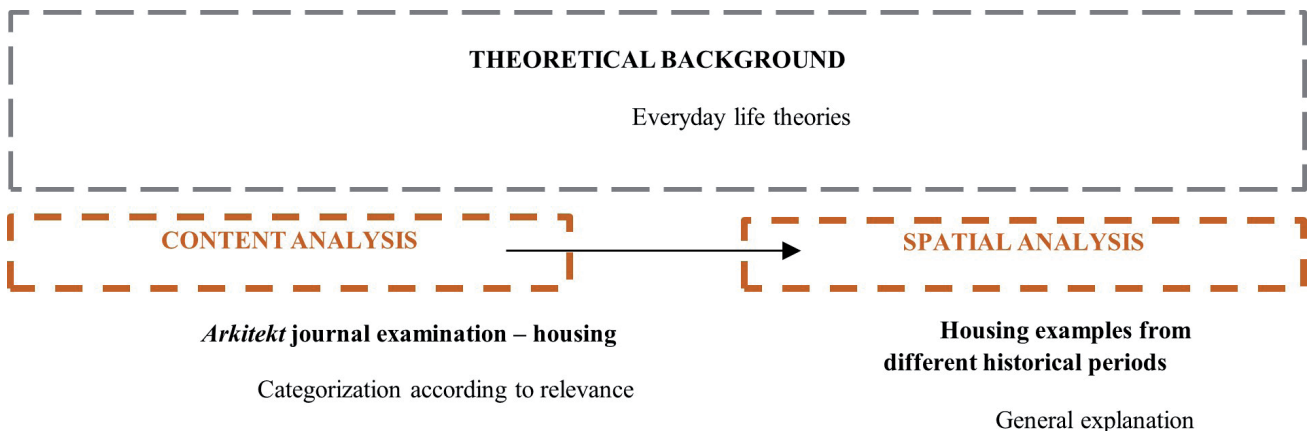 THEORETICAL BACKGROUND
Everyday life theories
CONTENT ANALYSIS
SPATIAL ANALYSIS
Arkitekt journal examination – housing
Categorization according to relevance
Housing examples from
different historical periods
General explanation